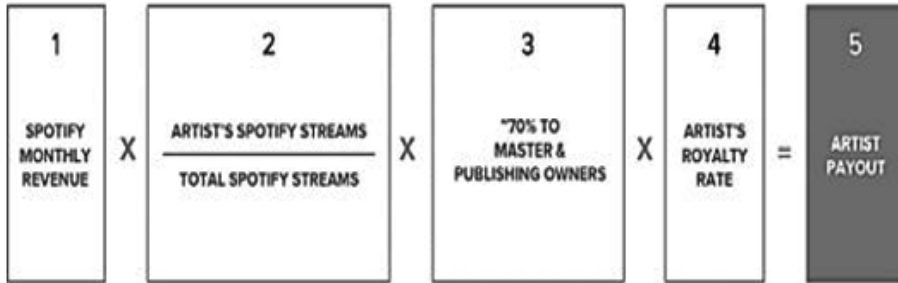 1
SPOTIFY
MONTHLY
REVENUE
X
2
ARTIST'S SPOTIFY STREAMS
TOTAL SPOTIFY STREAMS
X
3
"70% TO
MASTER &
PUBLISHING OWNERS
X
4
ARTIST'S
ROYALTY
RATE
=
5
ARTIST
PAYOUT